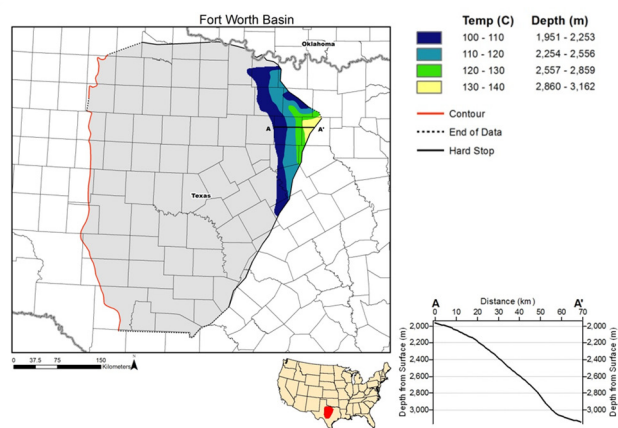 Fort Worth Basin
Oklahoma
Texas
A A'
Temp (C) Depth (m)
100 - 110 1,951 - 2,253
110 - 120 2,254 - 2,556
120 - 130 2,557 - 2,859
130 - 140 2,860 - 3,162
Contour
End of Data
Hard Stop
0 37.5 75 150
Kilometers
N
A A'
Distance (km)
0 10 20 30 40 50 60 70
2,000 2,000
2,200 2,200
2,400 2,400
2,600 2,600
2,800 2,800
3,000 3,000
Depth from Surface (m)
Depth from Surface (m)